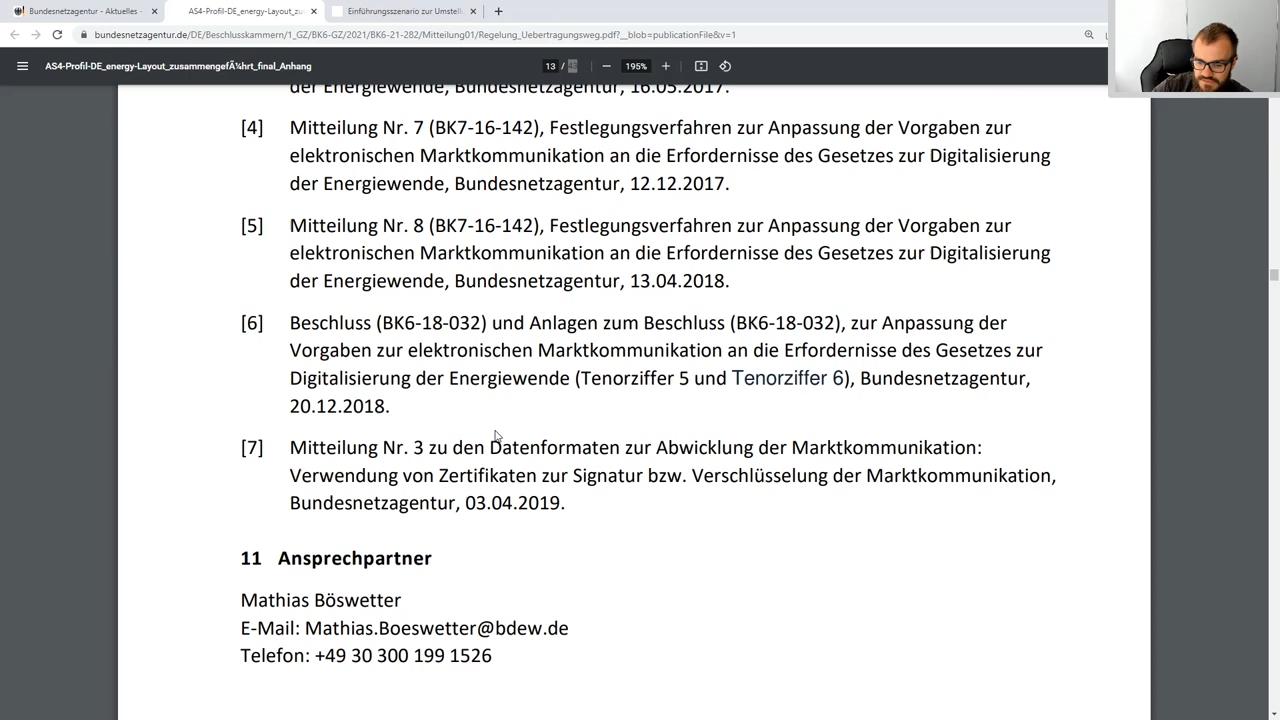 Bundesnetzagentur - Aktuelles -
AS4-Profil-DE_energy-Layout_zus
Einführungsszenario zur Umstell
bundesnetzagentur.de/DE/Beschlusskammern/1_GZ/BK6-GZ/2021/BK6-21-282/Mitteilung01/Regelung_Uebertragungsweg.pdf?__blob=publicationFile&v=1
AS4-Profil-DE_energy-Layout_zusammengefÃ¼hrt_final_Anhang
13 / 43
195%
der Energiewende, Bundesnetzagentur, 16.05.2017.
[4] Mitteilung Nr. 7 (BK7-16-142), Festlegungsverfahren zur Anpassung der Vorgaben zur
elektronischen Marktkommunikation an die Erfordernisse des Gesetzes zur Digitalisierung
der Energiewende, Bundesnetzagentur, 12.12.2017.
[5] Mitteilung Nr. 8 (BK7-16-142), Festlegungsverfahren zur Anpassung der Vorgaben zur
elektronischen Marktkommunikation an die Erfordernisse des Gesetzes zur Digitalisierung
der Energiewende, Bundesnetzagentur, 13.04.2018.
[6] Beschluss (BK6-18-032) und Anlagen zum Beschluss (BK6-18-032), zur Anpassung der
Vorgaben zur elektronischen Marktkommunikation an die Erfordernisse des Gesetzes zur
Digitalisierung der Energiewende (Tenorziffer 5 und Tenorziffer 6), Bundesnetzagentur,
20.12.2018.
[7] Mitteilung Nr. 3 zu den Datenformaten zur Abwicklung der Marktkommunikation:
Verwendung von Zertifikaten zur Signatur bzw. Verschlüsselung der Marktkommunikation,
Bundesnetzagentur, 03.04.2019.
11 Ansprechpartner
Mathias Böswetter
E-Mail: Mathias.Boeswetter@bdew.de
Telefon: +49 30 300 199 1526